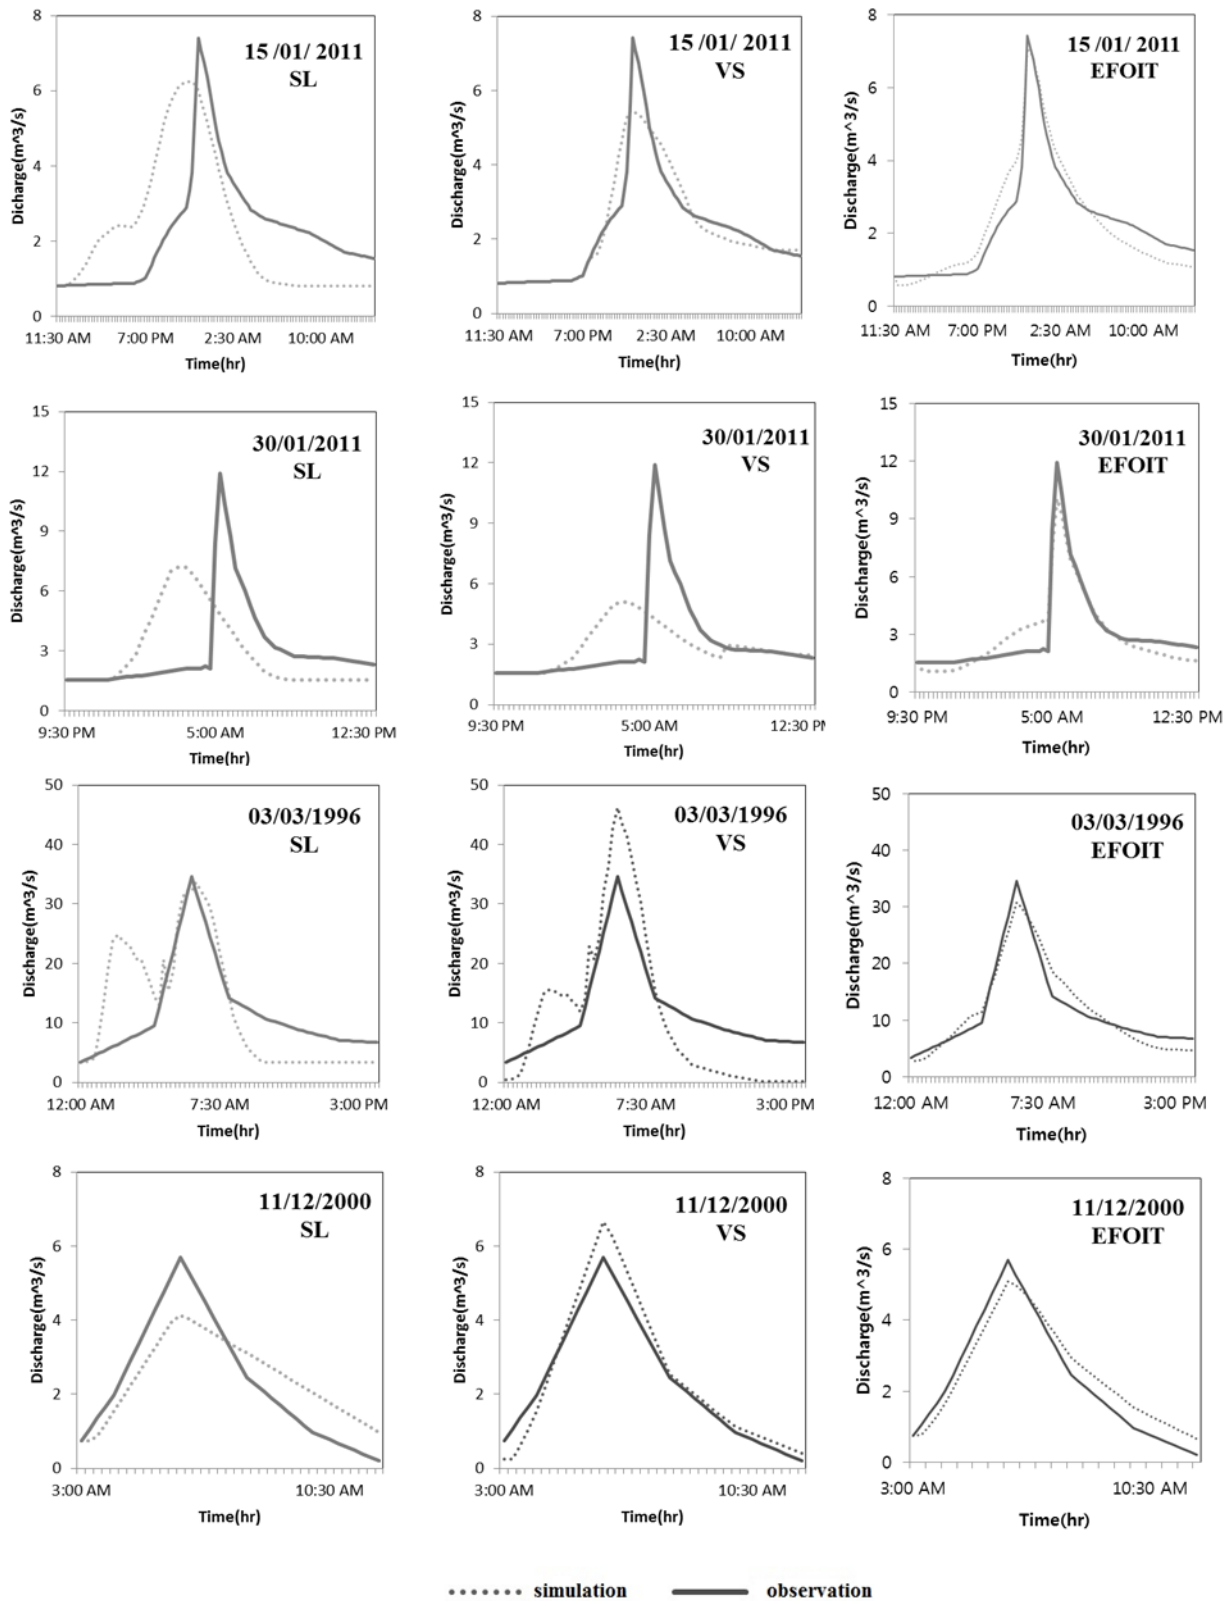 8
6
4
2
0
Dicharge(m^3/s)
15 /01/ 2011
SL
11:30 AM 7:00 PM 2:30 AM 10:00 AM
Time(hr)
8
6
4
2
0
Discharge(m^3/s)
15 /01/ 2011
VS
11:30 AM 7:00 PM 2:30 AM 10:00 AM
Time(hr)
8
6
4
2
0
Discharge(m^3/s)
15 /01/ 2011
EFOIT
11:30 AM 7:00 PM 2:30 AM 10:00 AM
Time(hr)
15
12
9
6
3
0
Discharge(m^3/s)
30/01/2011
SL
9:30 PM 5:00 AM 12:30 PM
Time(hr)
15
12
9
6
3
0
Discharge(m^3/s)
30/01/2011
VS
9:30 PM 5:00 AM 12:30 PM
Time(hr)
15
12
9
6
3
0
Discharge(m^3/s)
30/01/2011
EFOIT
9:30 PM 5:00 AM 12:30 PM
Time(hr)
50
40
30
20
10
0
Discharge(m^3/s)
03/03/1996
SL
12:00 AM 7:30 AM 3:00 PM
Time(hr)
50
40
30
20
10
0
Discharge(m^3/s)
03/03/1996
VS
12:00 AM 7:30 AM 3:00 PM
Time(hr)
50
40
30
20
10
0
Discharge(m^3/s)
03/03/1996
EFOIT
12:00 AM 7:30 AM 3:00 PM
Time(hr)
8
6
4
2
0
Discharge(m^3/s)
11/12/2000
SL
3:00 AM 10:30 AM
Time(hr)
8
6
4
2
0
Discharge(m^3/s)
11/12/2000
VS
3:00 AM 10:30 AM
Time(hr)
8
6
4
2
0
Discharge(m^3/s)
11/12/2000
EFOIT
3:00 AM 10:30 AM
Time(hr)
simulation observation